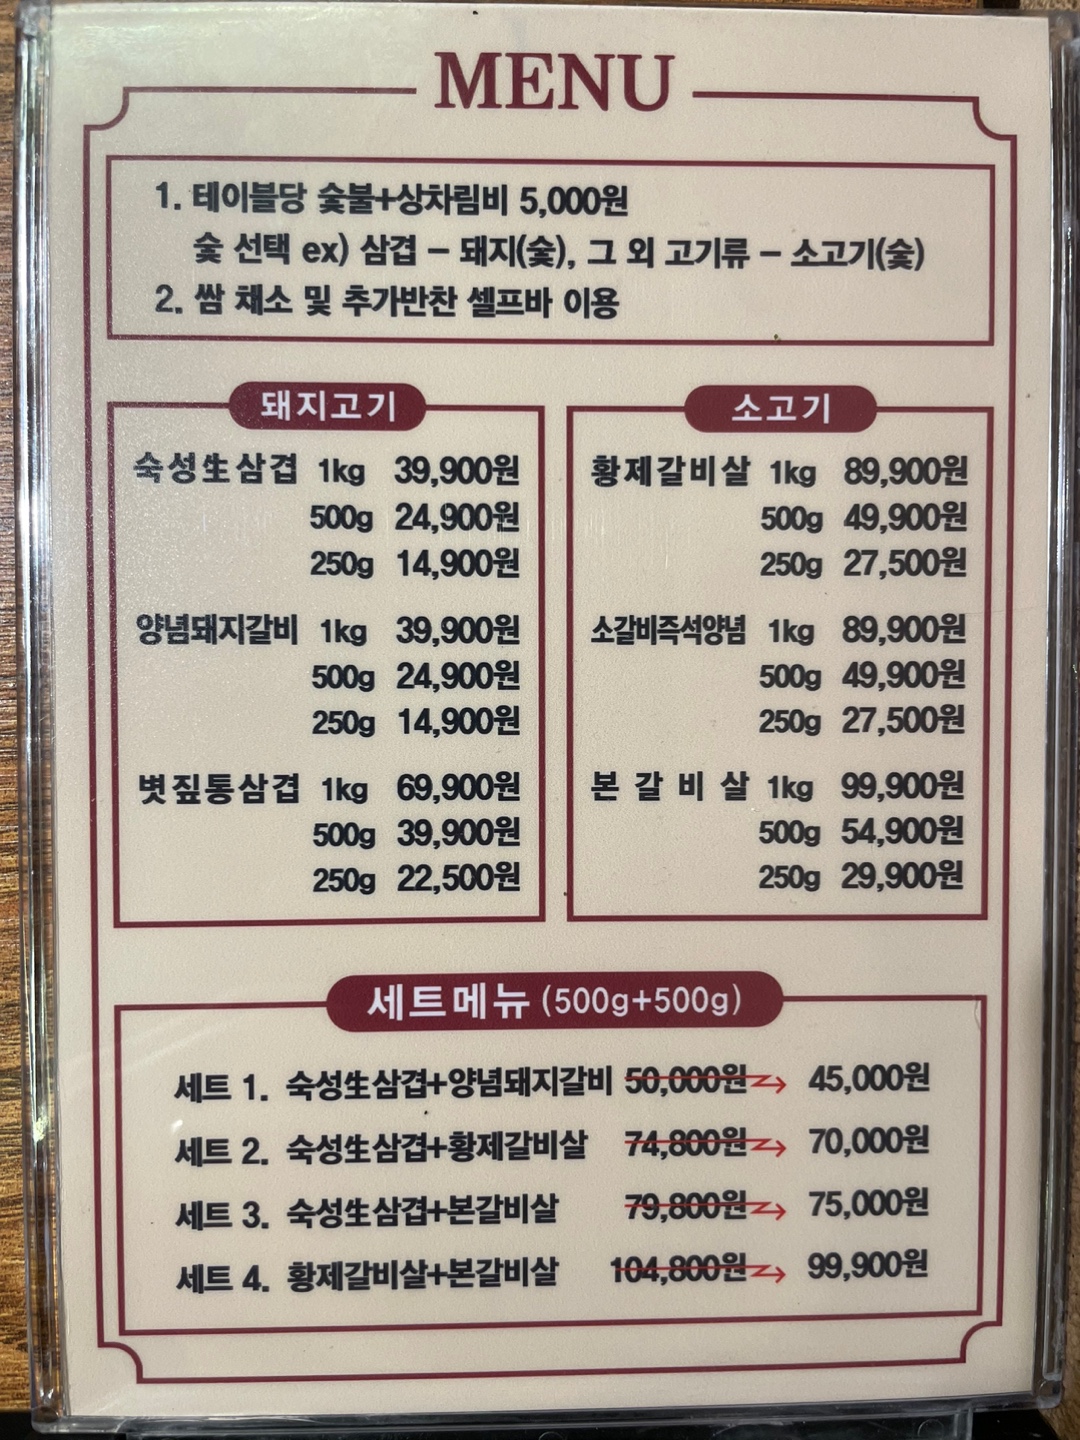 MENU
1. 테이블당 숯불+상차림비 5,000원
숯 선택 ex) 삼겹 – 돼지(숯), 그 외 고기류 – 소고기(숯)
2. 쌈 채소 및 추가반찬 셀프바 이용
돼지고기
숙성生삼겹 1kg 39,900원
500g 24,900원
250g 14,900원
양념돼지갈비 1kg 39,900원
500g 24,900원
250g 14,900원
볏짚통삼겹 1kg 69,900원
500g 39,900원
250g 22,500원
소고기
황제갈비살 1kg 89,900원
500g 49,900원
250g 27,500원
소갈비즉석양념 1kg 89,900원
500g 49,900원
250g 27,500원
본갈비살 1kg 99,900원
500g 54,900원
250g 29,900원
세트메뉴 (500g+500g)
세트 1. 숙성生삼겹+양념돼지갈비 50,000원 → 45,000원
세트 2. 숙성生삼겹+황제갈비살 74,800원 → 70,000원
세트 3. 숙성生삼겹+본갈비살 79,800원 → 75,000원
세트 4. 황제갈비살+본갈비살 104,800원 → 99,900원